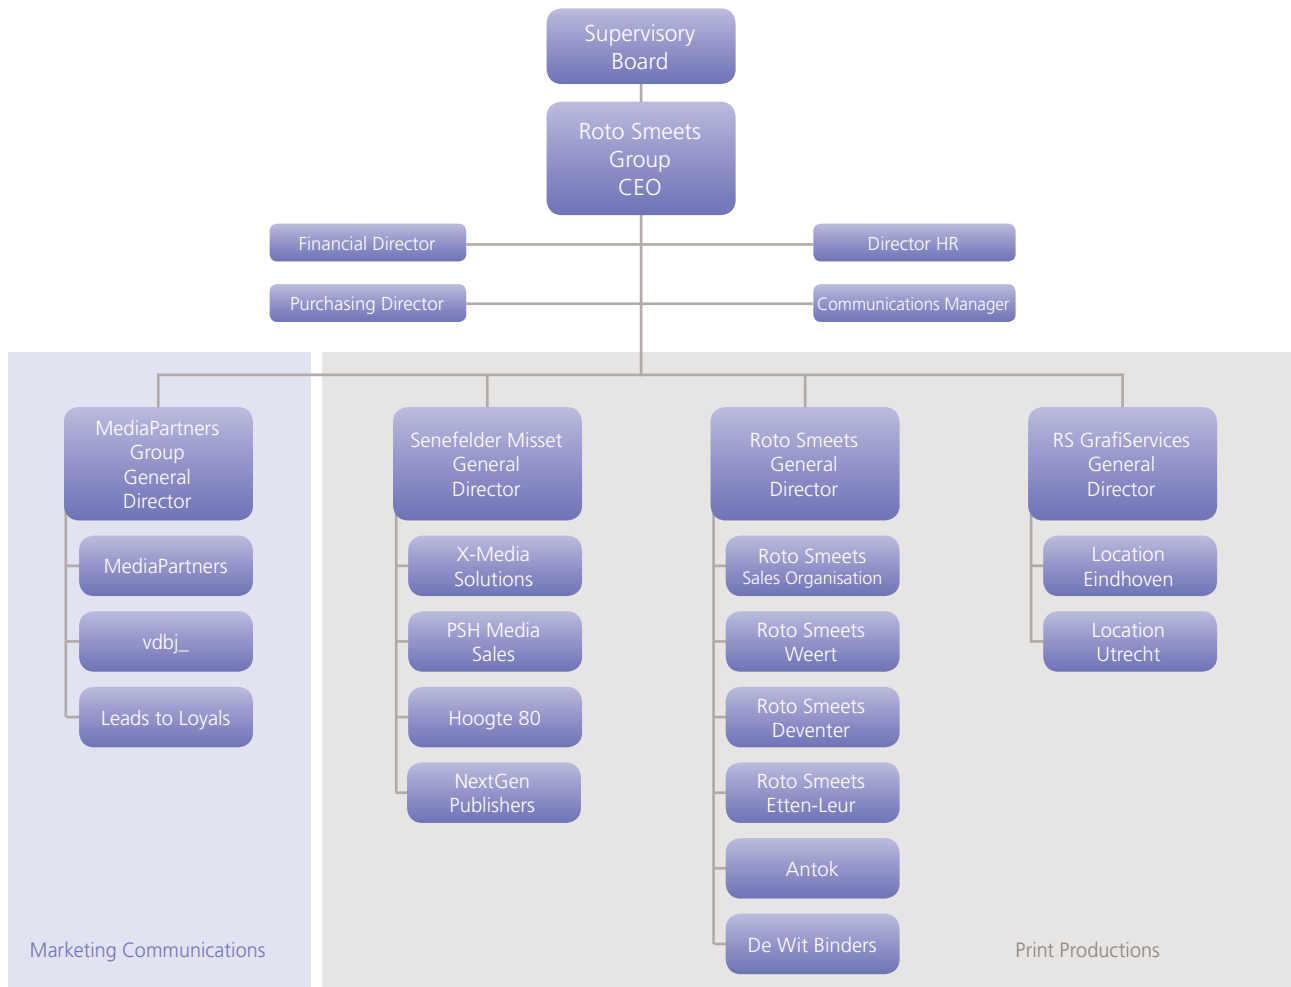 Supervisory
Board
Roto Smeets
Group
CEO
Financial Director
Director HR
Purchasing Director
Communications Manager
MediaPartners
Group
General
Director
MediaPartners
vdbj_
Leads to Loyals
Marketing Communications
Senefelder Misset
General
Director
X-Media
Solutions
PSH Media
Sales
Hoogte 80
NextGen
Publishers
Roto Smeets
General
Director
Roto Smeets
Sales Organisation
Roto Smeets
Weert
Roto Smeets
Deventer
Roto Smeets
Etten-Leur
Antok
De Wit Binders
RS GrafiServices
General
Director
Location
Eindhoven
Location
Utrecht
Print Productions